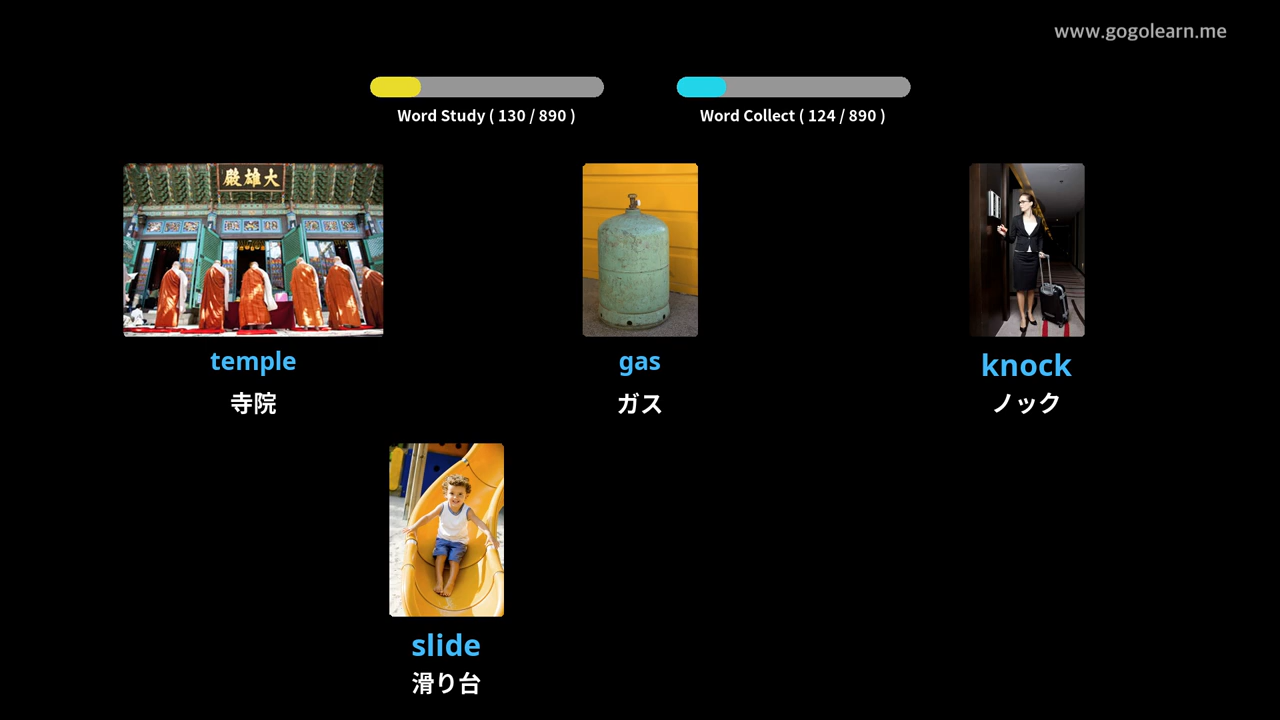 www.gogolearn.me
Word Study ( 130 / 890 )
Word Collect ( 124 / 890 )
殿雄大
temple
gas
knock
寺院
ガス
ノック
slide
滑り台